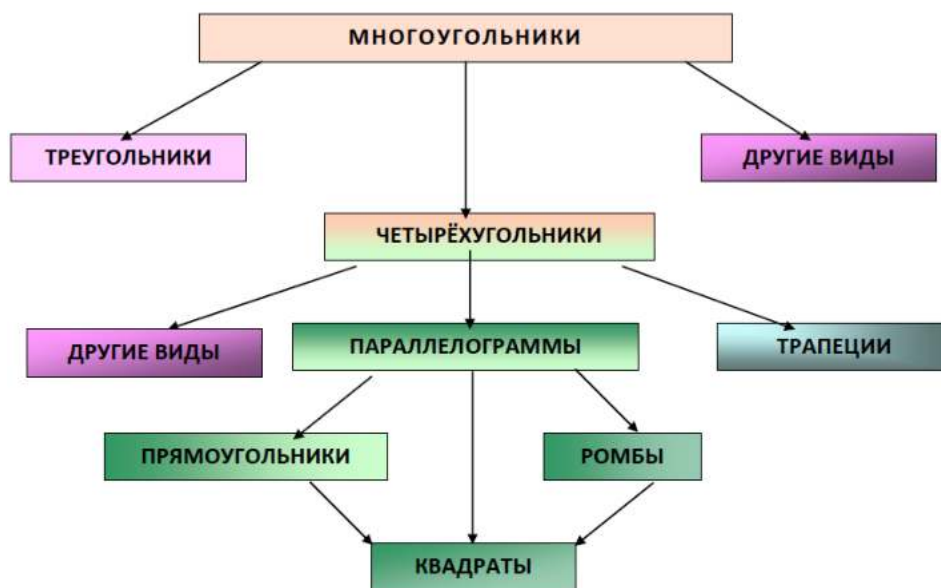 МНОГОУГОЛЬНИКИ
ТРЕУГОЛЬНИКИ
ДРУГИЕ ВИДЫ
ЧЕТЫРЁХУГОЛЬНИКИ
ДРУГИЕ ВИДЫ
ПАРАЛЛЕЛОГРАММЫ
ТРАПЕЦИИ
ПРЯМОУГОЛЬНИКИ
РОМБЫ
КВАДРАТЫ